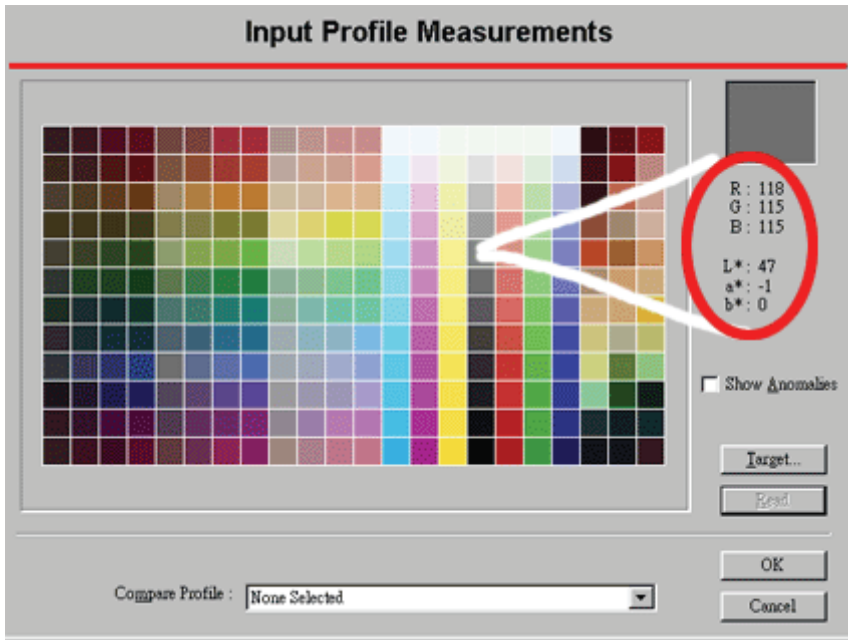 Input Profile Measurements
R : 118
G : 115
B : 115
L* : 47
a* : -1
b* : 0
Show Anomalies
Target...
Read
OK
Compare Profile :
None Selected
Cancel